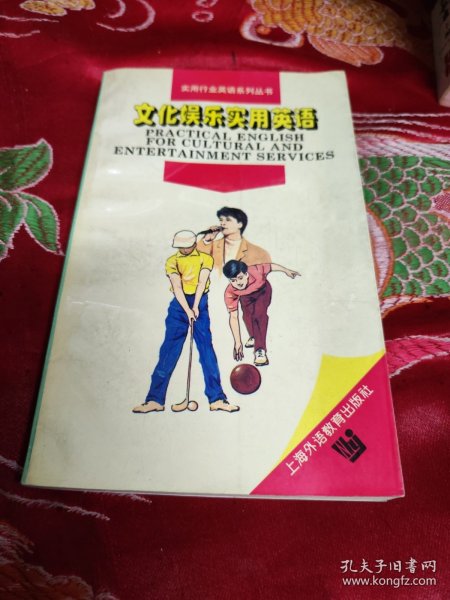 实用行业英语系列丛书
文化娱乐实用英语
PRACTICAL ENGLISH
FOR CULTURAL AND
ENTERTAINMENT SERVICES
上海外语教育出版社
孔夫子旧书网
www.kongfz.com